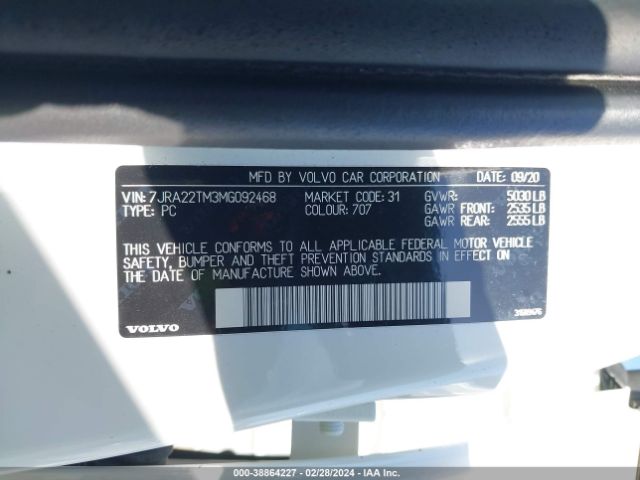 MFD BY VOLVO CAR CORPORATION DATE: 09/20
VIN: 7JRA22TM3MG092468 MARKET CODE: 31 GVWR: 5030 LB
TYPE: PC COLOUR: 707 GAWR FRONT: 2535 LB
GAWR REAR: 2555 LB
THIS VEHICLE CONFORMS TO ALL APPLICABLE FEDERAL MOTOR VEHICLE
SAFETY, BUMPER AND THEFT PREVENTION STANDARDS IN EFFECT ON
THE DATE OF MANUFACTURE SHOWN ABOVE.
VOLVO
000-38864227 - 02/28/2024 - IAA Inc.